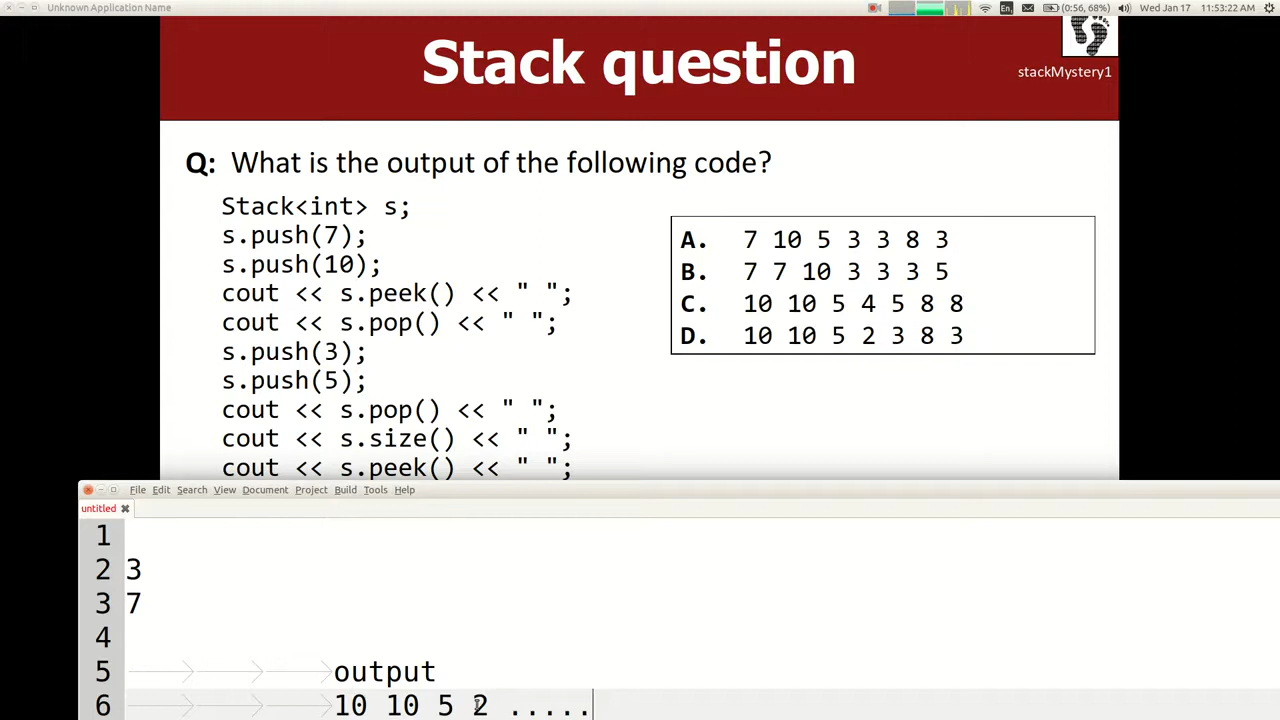 Unknown Application Name
En
(0:56, 68%)
Wed Jan 17
11:53:22 AM
Stack question
stackMystery1
Q: What is the output of the following code?
Stack<int> s;
s.push(7);
s.push(10);
cout << s.peek() << " ";
cout << s.pop() << " ";
s.push(3);
s.push(5);
cout << s.pop() << " ";
cout << s.size() << " ";
cout << s.peek() << " ";
A. 7 10 5 3 3 8 3
B. 7 7 10 3 3 3 5
C. 10 10 5 4 5 8 8
D. 10 10 5 2 3 8 3
File Edit Search View Document Project Build Tools Help
untitled
1
2 3
3 7
4
5 output
6 10 10 5 2 .....